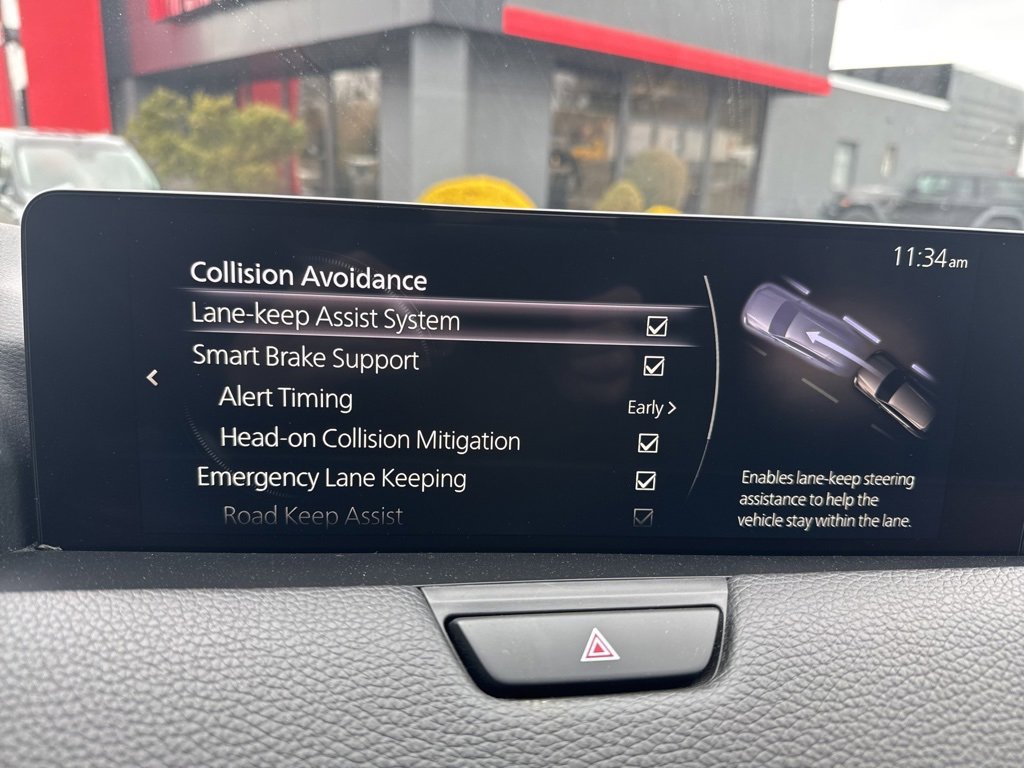 11:34am
Collision Avoidance
Lane-keep Assist System
Smart Brake Support
Alert Timing Early >
Head-on Collision Mitigation
Emergency Lane Keeping
Road Keep Assist
Enables lane-keep steering
assistance to help the
vehicle stay within the lane.